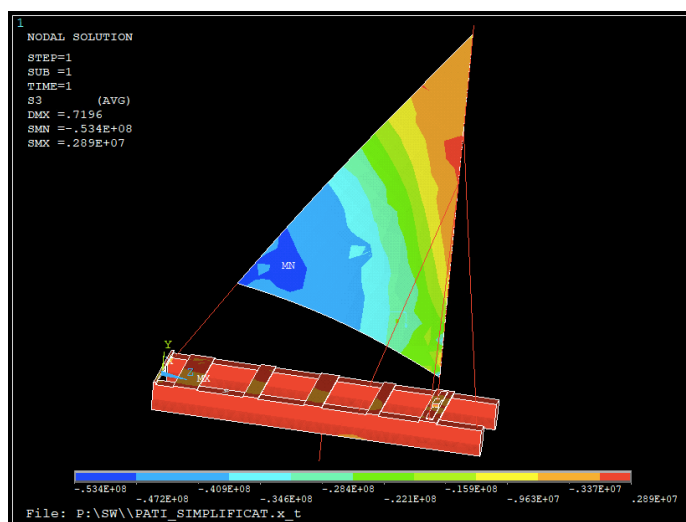 1
NODAL SOLUTION
STEP=1
SUB =1
TIME=1
S3 (AVG)
DMX =.7196
SMN =-.534E+08
SMX =.289E+07
MN
Y
X
Z
MX
-.534E+08 -.409E+08 -.284E+08 -.159E+08 -.337E+07
-.472E+08 -.346E+08 -.221E+08 -.963E+07 .289E+07
File: P:\SW\\PATI_SIMPLIFICAT.x_t